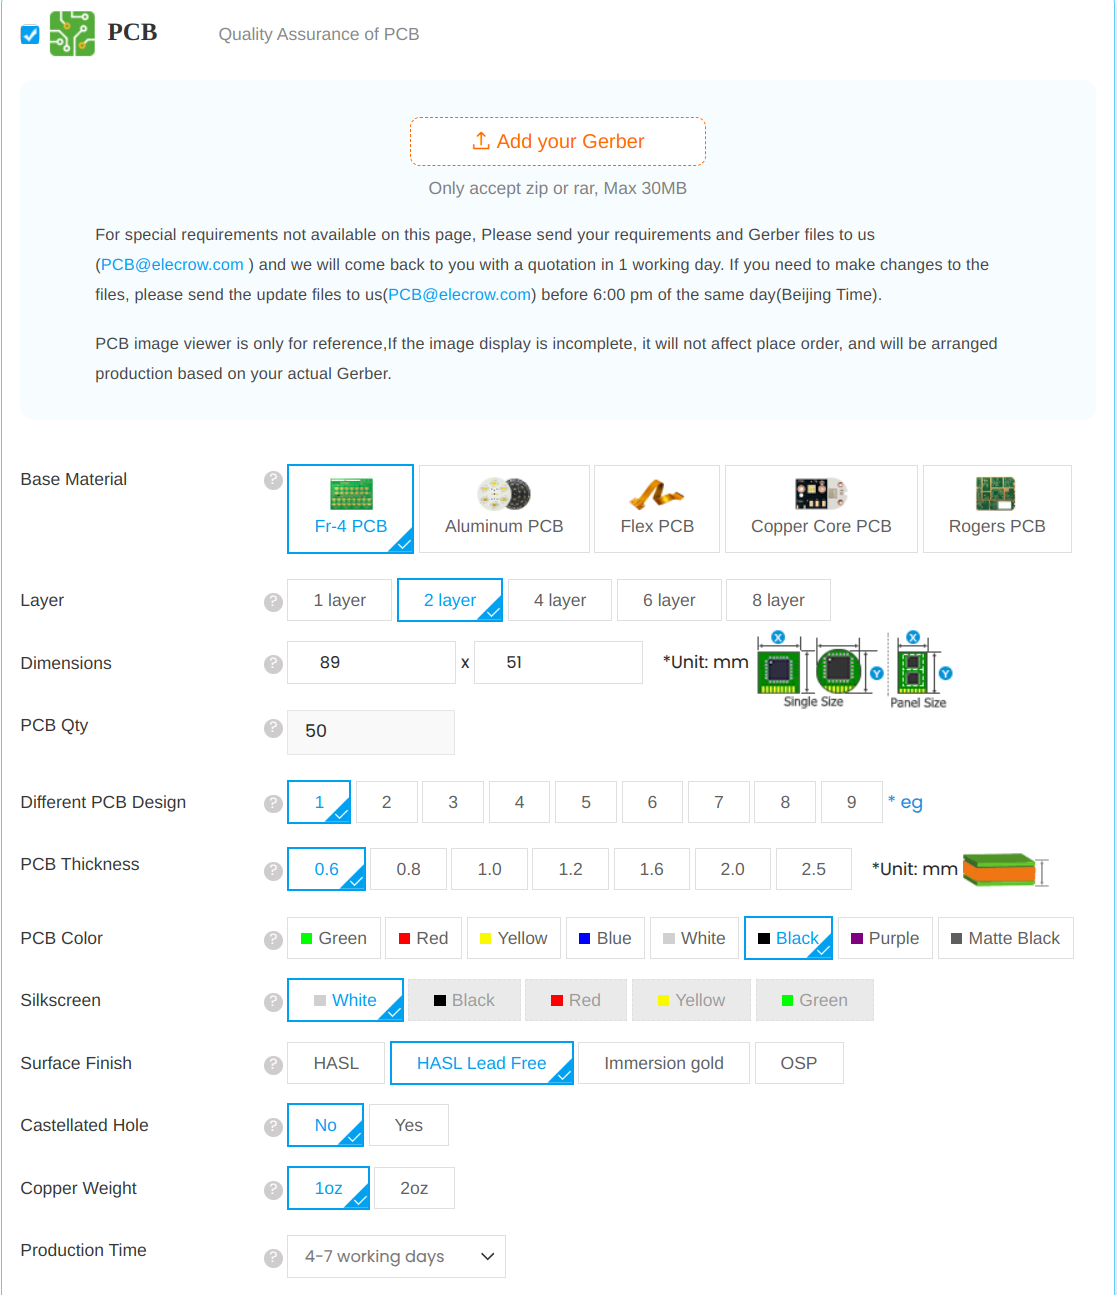 PCB Quality Assurance of PCB
Add your Gerber
Only accept zip or rar, Max 30MB
For special requirements not available on this page, Please send your requirements and Gerber files to us
(PCB@elecrow.com ) and we will come back to you with a quotation in 1 working day. If you need to make changes to the
files, please send the update files to us(PCB@elecrow.com) before 6:00 pm of the same day(Beijing Time).
PCB image viewer is only for reference,If the image display is incomplete, it will not affect place order, and will be arranged
production based on your actual Gerber.
Base Material ? Fr-4 PCB Aluminum PCB Flex PCB Copper Core PCB Rogers PCB
Layer ? 1 layer 2 layer 4 layer 6 layer 8 layer
Dimensions ? 89 x 51 *Unit: mm X Y Single Size X Y Panel Size
PCB Qty ? 50
Different PCB Design ? 1 2 3 4 5 6 7 8 9 * eg
PCB Thickness ? 0.6 0.8 1.0 1.2 1.6 2.0 2.5 *Unit: mm
PCB Color ? Green Red Yellow Blue White Black Purple Matte Black
Silkscreen ? White Black Red Yellow Green
Surface Finish ? HASL HASL Lead Free Immersion gold OSP
Castellated Hole ? No Yes
Copper Weight ? 1oz 2oz
Production Time ? 4-7 working days